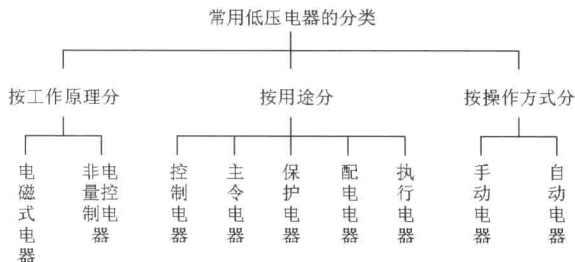 常用低压电器的分类
按工作原理分
按用途分
按操作方式分
电磁式电器
非电量控制电器
控制电器
主令电器
保护电器
配电电器
执行电器
手动电器
自动电器